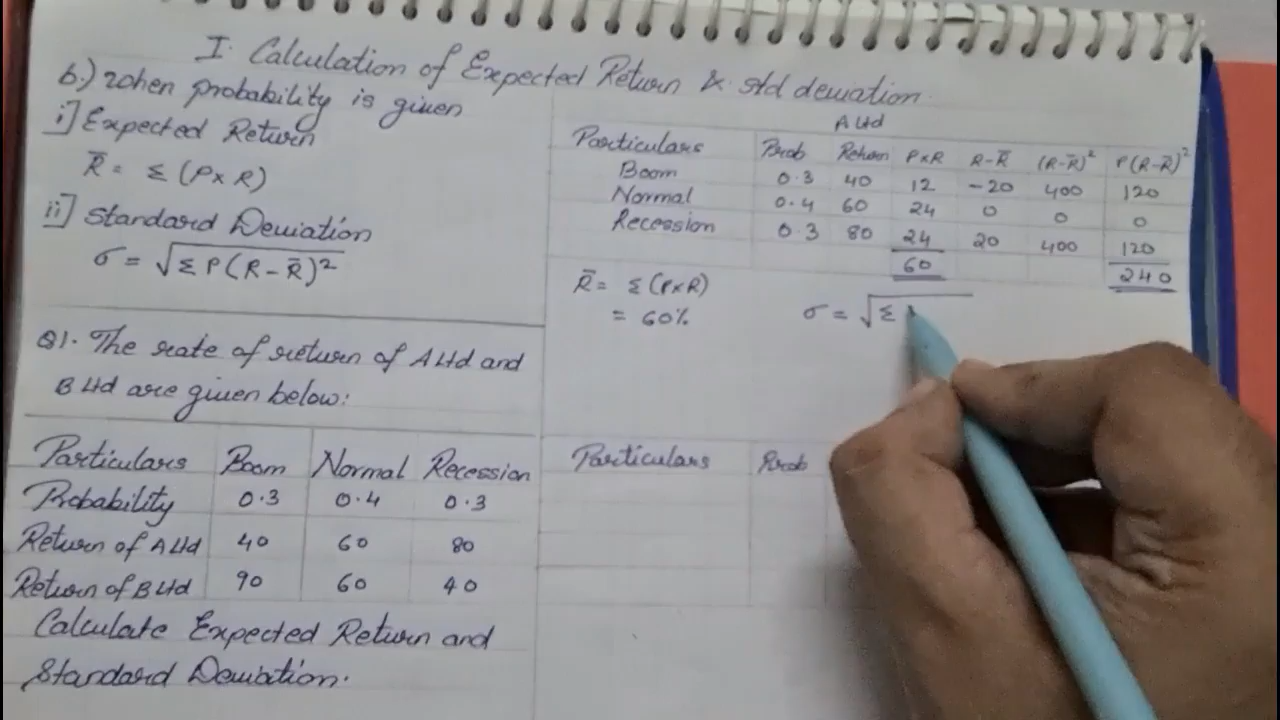 I. Calculation of Expected Return & std deviation.
b.) When probability is given
i] Expected Return
R̄ = Σ (P×R)
ii] Standard Deviation
σ = √Σ P(R-R̄)²
Q1. The rate of return of A Ltd and
B Ltd are given below:
Particulars Boom Normal Recession
Probability 0.3 0.4 0.3
Return of A Ltd 40 60 80
Return of B Ltd 90 60 40
Calculate Expected Return and
Standard Deviation.
A Ltd
Particulars Prob Return P×R R-R̄ (R-R̄)² P(R-R̄)²
Boom 0.3 40 12 -20 400 120
Normal 0.4 60 24 0 0 0
Recession 0.3 80 24 20 400 120
60 240
R̄ = Σ (P×R)
= 60%
σ = √Σ
Particulars Prob